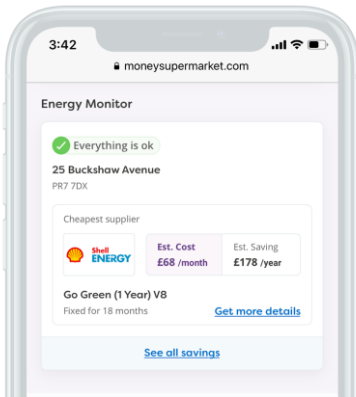 3:42
moneysupermarket.com
Energy Monitor
Everything is ok
25 Buckshaw Avenue
PR7 7DX
Cheapest supplier
Shell
ENERGY
Est. Cost
£68 /month
Est. Saving
£178 /year
Go Green (1 Year) V8
Fixed for 18 months
Get more details
See all savings